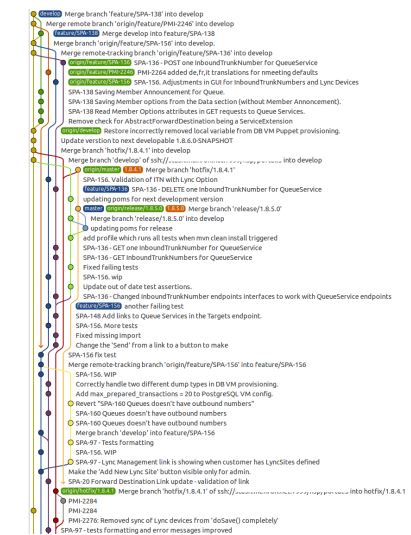 develop Merge branch 'feature/SPA-138' into develop
Merge remote branch 'origin/feature/PMI-2246' into develop
feature/SPA-138 Merge develop into feature/SPA-138
Merge branch 'feature/SPA-156' into develop.
Merge remote-tracking branch 'origin/feature/SPA-136' into develop
origin/feature/SPA-136 SPA-136 - POST one InboundTrunkNumber for QueueService
origin/feature/PMI-2246 PMI-2264 added de,fr,it translations for nmeeting defaults
origin/feature/SPA-156 SPA-156. Adjustments in GUI for InboundTrunkNumbers and Lync Devices
SPA-138 Saving Member Announcement for Queue.
SPA-138 Saving Member options from the Data section (without Member Announcement).
SPA-138 Read Member Options attributes in GET requests to Queue Services.
Remove check for AbstractForwardDestination being a ServiceExtension
origin/develop Restore incorrectly removed local variable from DB VM Puppet provisioning.
Update verstion to next developable 1.8.6.0-SNAPSHOT
Merge branch 'hotfix/1.8.4.1' into develop
Merge branch 'develop' of ssh:// into develop
origin/master 1.8.4.1 Merge branch 'hotfix/1.8.4.1'
SPA-156. Validation of ITN with Lync Option
feature/SPA-136 SPA-136 - DELETE one InboundTrunkNumber for QueueService
updating poms for next development version
master origin/release/1.8.5.0 1.8.5.0 Merge branch 'release/1.8.5.0'
Merge branch 'release/1.8.5.0' into develop
updating poms for release
add profile which runs all tests when mvn clean install triggered
SPA-136 - GET one InboundTrunkNumber for QueueService
SPA-136 - GET InboundTrunkNumbers for QueueService
Fixed failing tests
SPA-156. wip
Update out of date test assertions.
SPA-136 - Changed InboundTrunkNumber endpoints interfaces to work with QueueService endpoints
feature/SPA-156 another failing test
SPA-148 Add links to Queue Services in the Targets endpoint.
SPA-156. More tests
Fixed missing import
Change the 'Send' from a link to a button to make
SPA-156 fix test
Merge remote-tracking branch 'origin/feature/SPA-156' into feature/SPA-156
SPA-156. WIP
Correctly handle two different dump types in DB VM provisioning.
Add max_prepared_transactions = 20 to PostgreSQL VM config.
Revert "SPA-160 Queues doesn't have outbound numbers"
SPA-160 Queues doesn't have outbound numbers
SPA-160 Queues doesn't have outbound numbers
Merge branch 'develop' into feature/SPA-156
SPA-97 - Tests formatting
SPA-156. WIP
SPA-97 - Lync Management link is showing when customer has LyncSites defined
Make the 'Add New Lync Site' button visible only for admin.
SPA-20 Forward Destination Link update - validation of link
origin/hotfix/1.8.4.1 Merge branch 'hotfix/1.8.4.1' of ssh:// into hotfix/1.8.4.1
PMI-2284
PMI-2284
PMI-2276: Removed sync of Lync devices from 'doSave() completely'
SPA-97 - tests formatting and error messages improved